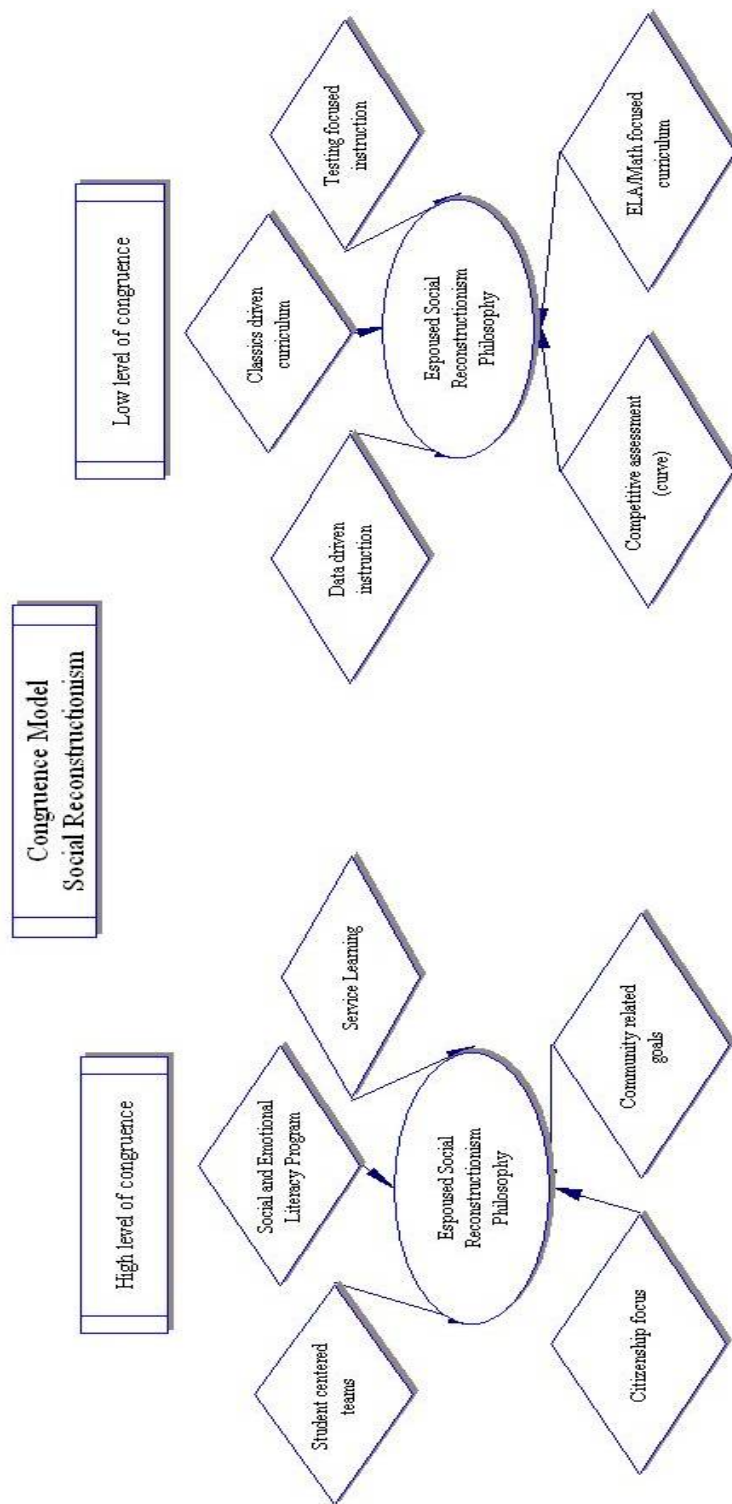 Congruence Model
Social Reconstructionism
High level of congruence
Student centered
teams
Social and Emotional
Literacy Program
Service Learning
Espoused Social
Reconstructionism
Philosophy
Citizenship focus
Community related
goals
Low level of congruence
Data driven
instruction
Classics driven
curriculum
Testing focused
instruction
Espoused Social
Reconstructionism
Philosophy
Competitive assessment
(curve)
ELA/Math focused
curriculum